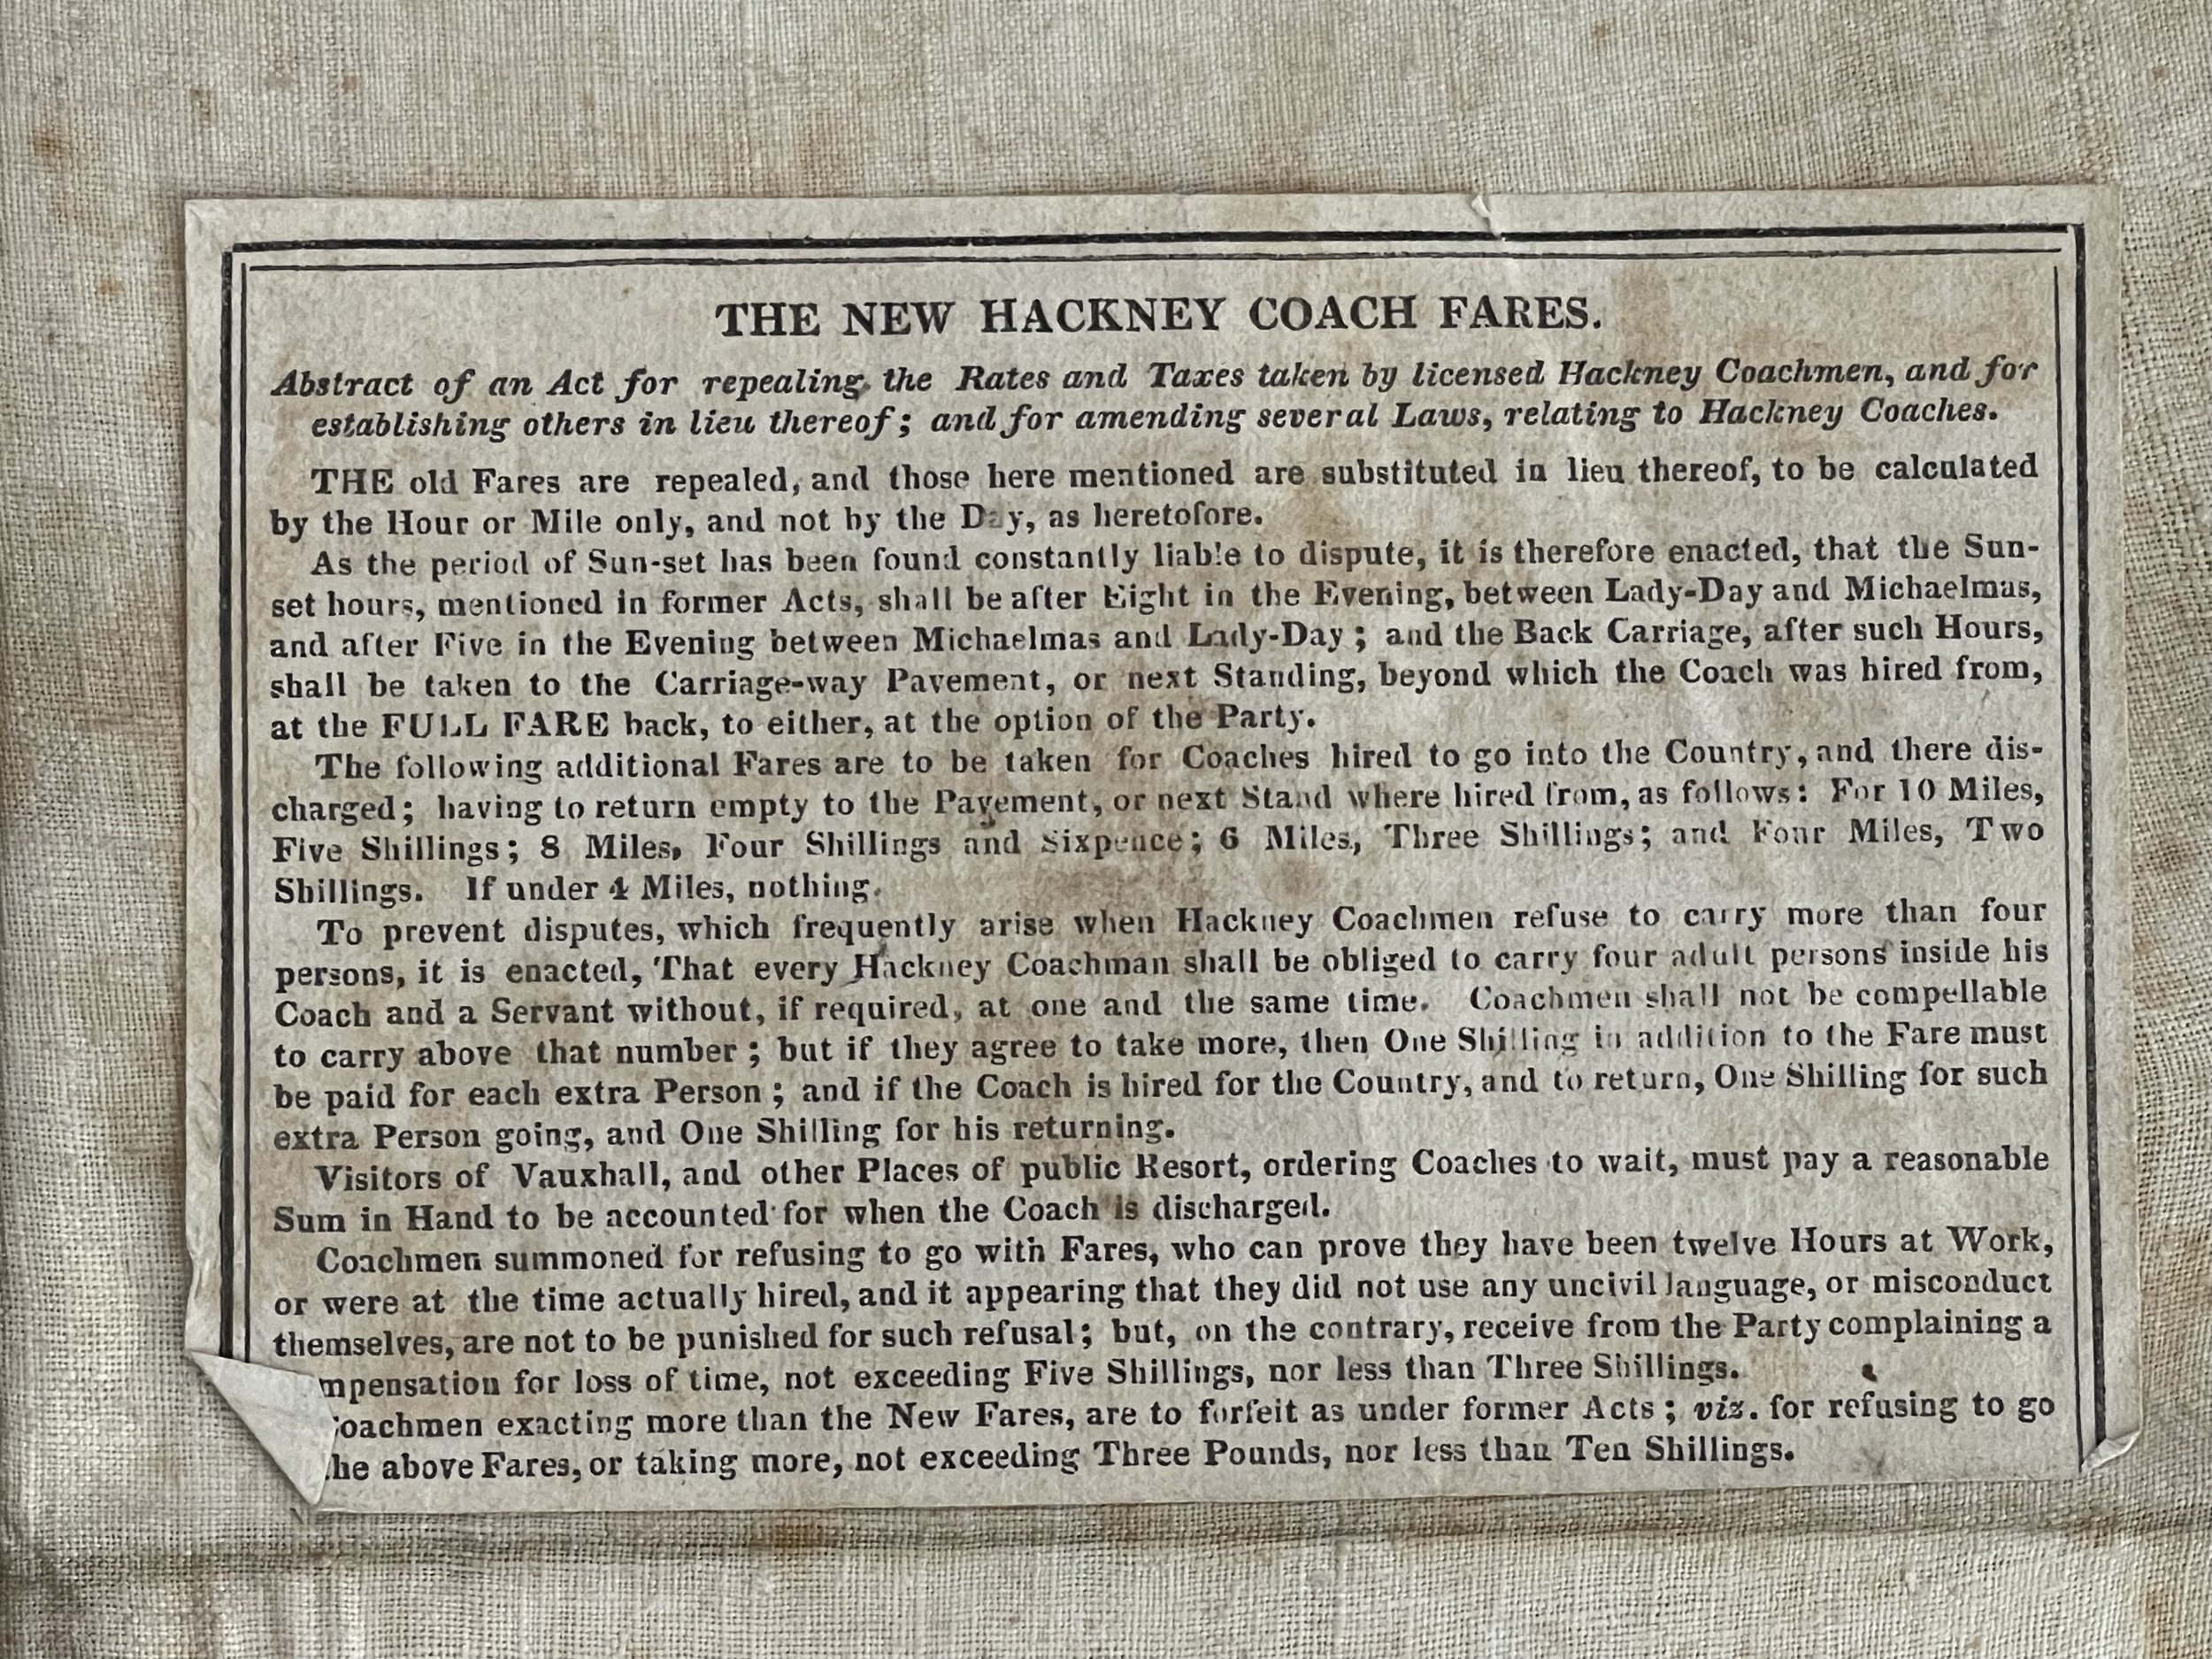 THE NEW HACKNEY COACH FARES.
Abstract of an Act for repealing the Rates and Taxes taken by licensed Hackney Coachmen, and for
establishing others in lieu thereof; and for amending several Laws, relating to Hackney Coaches.
THE old Fares are repealed, and those here mentioned are substituted in lieu thereof, to be calculated
by the Hour or Mile only, and not by the Day, as heretofore.
As the period of Sun-set has been found constantly liable to dispute, it is therefore enacted, that the Sun-
set hours, mentioned in former Acts, shall be after Eight in the Evening, between Lady-Day and Michaelmas,
and after Five in the Evening between Michaelmas and Lady-Day; and the Back Carriage, after such Hours,
shall be taken to the Carriage-way Pavement, or next Standing, beyond which the Coach was hired from,
at the FULL FARE back, to either, at the option of the Party.
The following additional Fares are to be taken for Coaches hired to go into the Country, and there dis-
charged; having to return empty to the Pavement, or next Stand where hired from, as follows: For 10 Miles,
Five Shillings; 8 Miles, Four Shillings and Sixpence; 6 Miles, Three Shillings; and Four Miles, Two
Shillings. If under 4 Miles, nothing.
To prevent disputes, which frequently arise when Hackney Coachmen refuse to carry more than four
persons, it is enacted, That every Hackney Coachman shall be obliged to carry four adult persons inside his
Coach and a Servant without, if required, at one and the same time. Coachmen shall not be compellable
to carry above that number; but if they agree to take more, then One Shilling in addition to the Fare must
be paid for each extra Person; and if the Coach is hired for the Country, and to return, One Shilling for such
extra Person going, and One Shilling for his returning.
Visitors of Vauxhall, and other Places of public Resort, ordering Coaches to wait, must pay a reasonable
Sum in Hand to be accounted for when the Coach is discharged.
Coachmen summoned for refusing to go with Fares, who can prove they have been twelve Hours at Work,
or were at the time actually hired, and it appearing that they did not use any uncivil language, or misconduct
themselves, are not to be punished for such refusal; but, on the contrary, receive from the Party complaining a
mpensation for loss of time, not exceeding Five Shillings, nor less than Three Shillings.
oachmen exacting more than the New Fares, are to forfeit as under former Acts; viz. for refusing to go
he above Fares, or taking more, not exceeding Three Pounds, nor less than Ten Shillings.